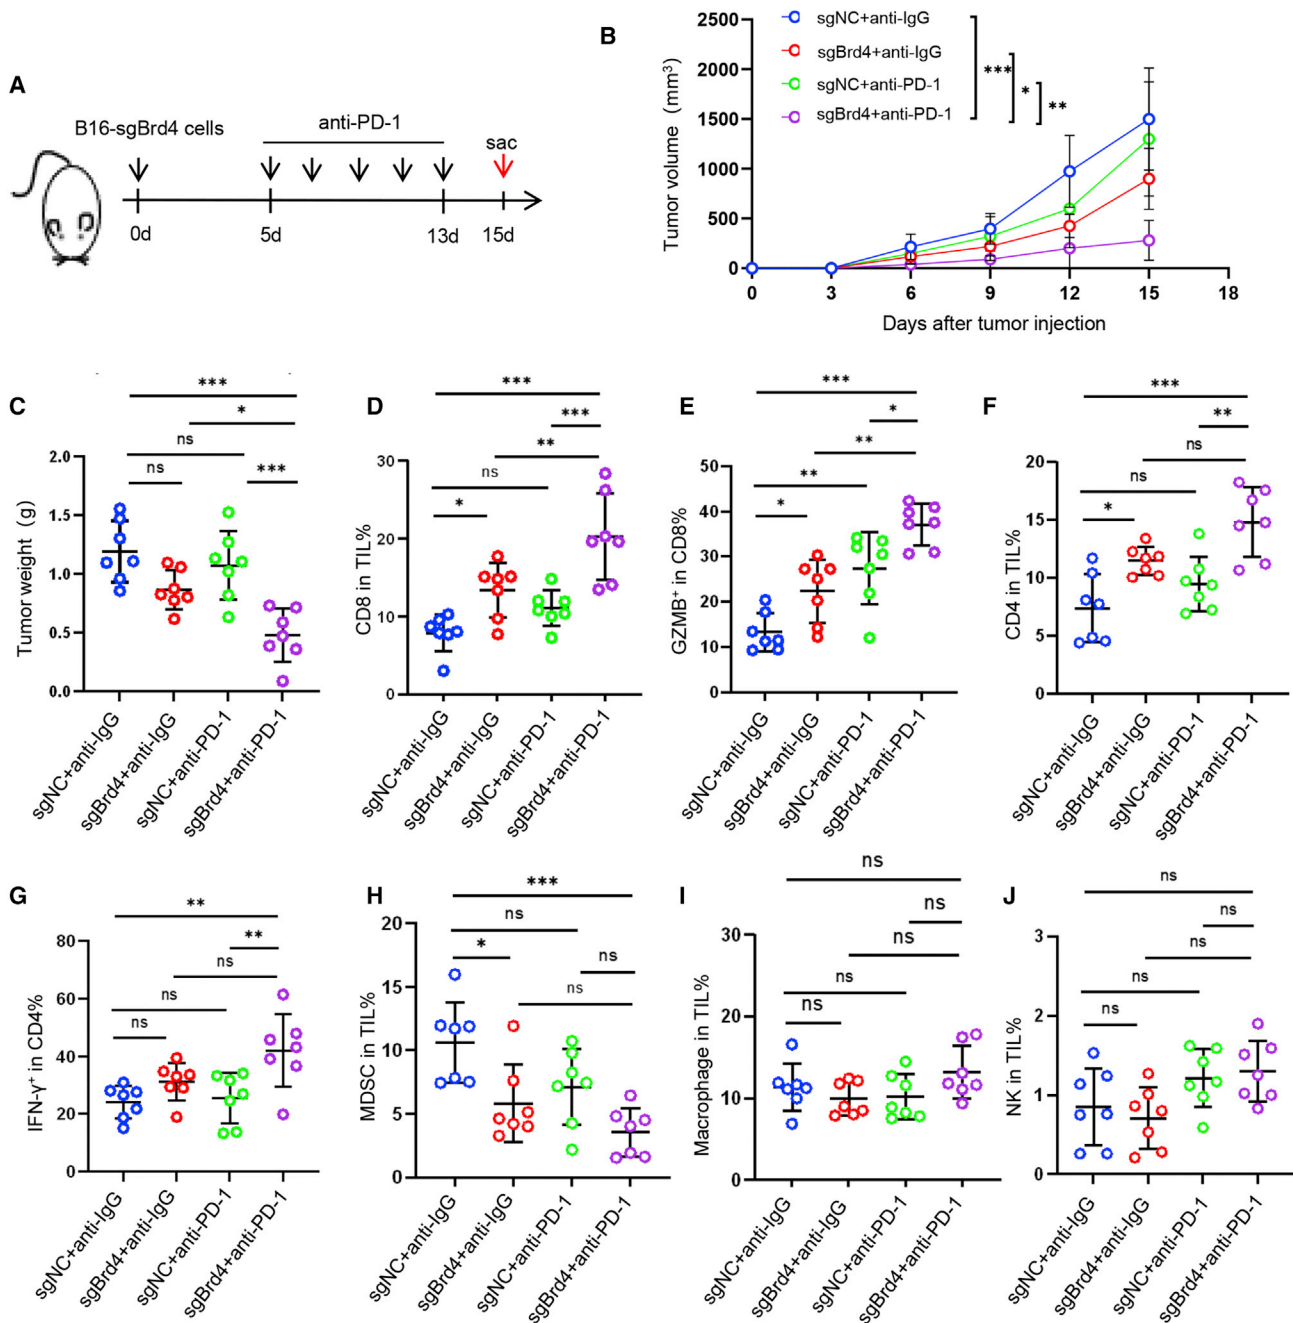 A
B16-sgBrd4 cells
anti-PD-1
sac
0d
5d
13d
15d
B
Tumor volume (mm³)
2500
2000
1500
1000
500
0
0 3 6 9 12 15 18
Days after tumor injection
sgNC+anti-IgG
sgBrd4+anti-IgG
sgNC+anti-PD-1
sgBrd4+anti-PD-1
***
*
**
C
***
*
ns
ns
***
Tumor weight (g)
2.0
1.5
1.0
0.5
0.0
sgNC+anti-IgG
sgBrd4+anti-IgG
sgNC+anti-PD-1
sgBrd4+anti-PD-1
D
***
***
**
ns
*
CD8 in TIL%
30
20
10
0
sgNC+anti-IgG
sgBrd4+anti-IgG
sgNC+anti-PD-1
sgBrd4+anti-PD-1
E
***
*
**
**
*
GZMB⁺ in CD8%
50
40
30
20
10
0
sgNC+anti-IgG
sgBrd4+anti-IgG
sgNC+anti-PD-1
sgBrd4+anti-PD-1
F
***
**
ns
ns
*
CD4 in TIL%
20
15
10
5
0
sgNC+anti-IgG
sgBrd4+anti-IgG
sgNC+anti-PD-1
sgBrd4+anti-PD-1
G
**
**
ns
ns
ns
IFN-γ⁺ in CD4%
80
60
40
20
0
sgNC+anti-IgG
sgBrd4+anti-IgG
sgNC+anti-PD-1
sgBrd4+anti-PD-1
H
***
ns
*
ns
ns
MDSC in TIL%
20
15
10
5
0
sgNC+anti-IgG
sgBrd4+anti-IgG
sgNC+anti-PD-1
sgBrd4+anti-PD-1
I
ns
ns
ns
ns
ns
Macrophage in TIL%
30
20
10
0
sgNC+anti-IgG
sgBrd4+anti-IgG
sgNC+anti-PD-1
sgBrd4+anti-PD-1
J
ns
ns
ns
ns
ns
NK in TIL%
3
2
1
0
sgNC+anti-IgG
sgBrd4+anti-IgG
sgNC+anti-PD-1
sgBrd4+anti-PD-1